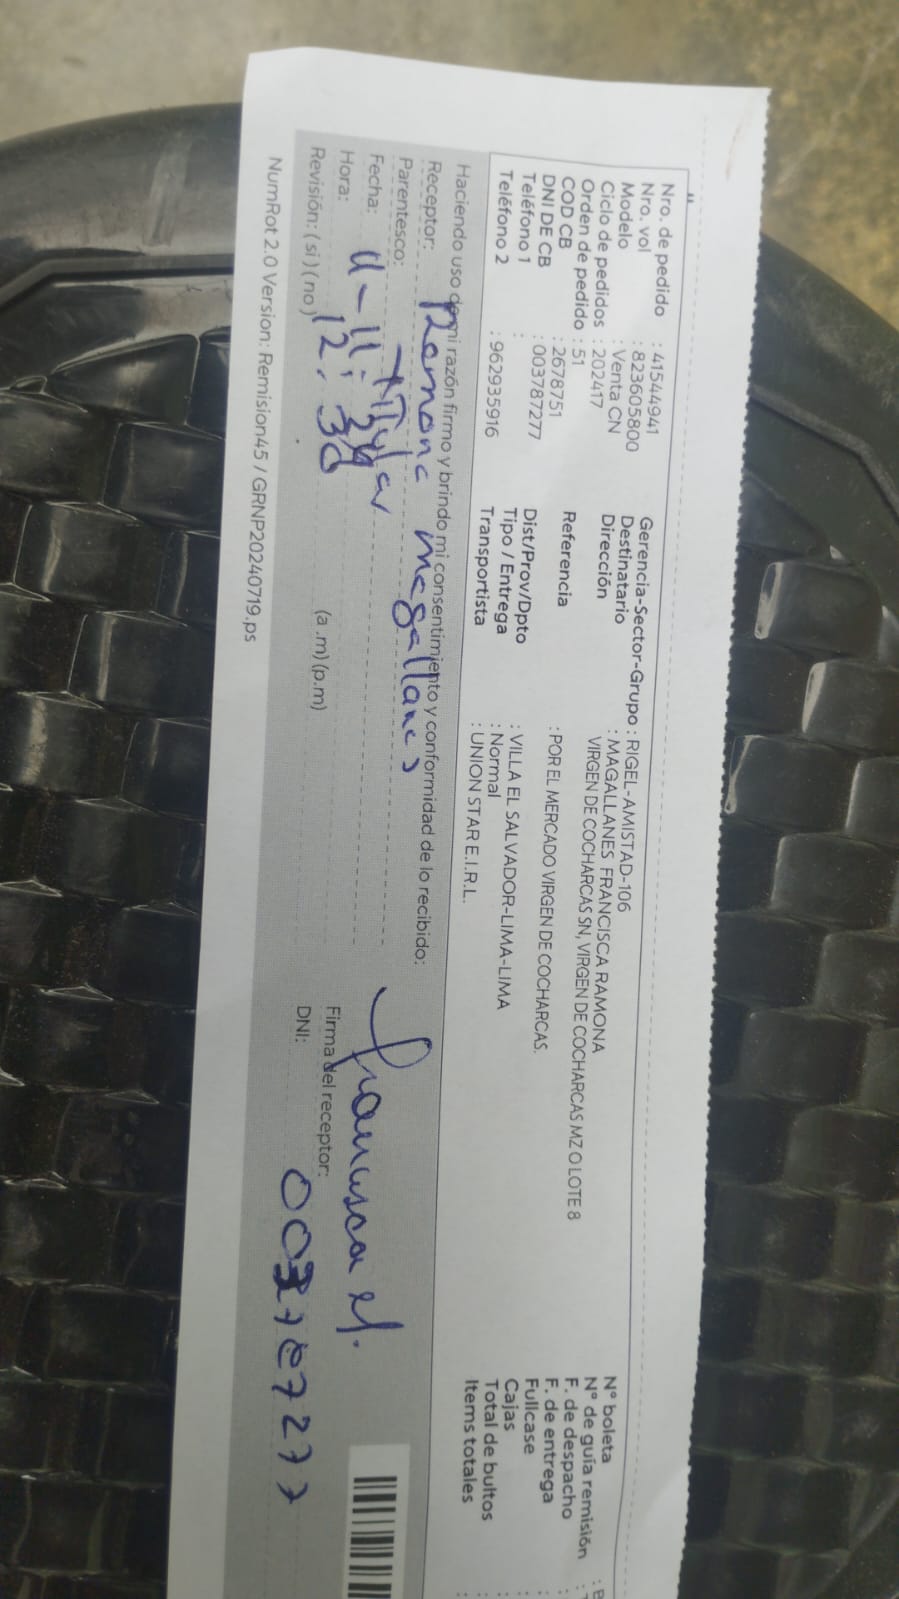 Nro. de pedido : 41544941
Nro. vol : 823605800
Modelo : Venta CN
Ciclo de pedidos : 202417
Orden de pedido : 51
COD CB : 2678751
DNI DE CB : 003787277
Teléfono 1 :
Teléfono 2 : 962935916
Gerencia-Sector-Grupo : RIGEL-AMISTAD-106
Destinatario : MAGALLANES FRANCISCA RAMONA
Dirección VIRGEN DE COCHARCAS SN, VIRGEN DE COCHARCAS MZ O LOTE 8
Referencia : POR EL MERCADO VIRGEN DE COCHARCAS.
Dist/Prov/Dpto : VILLA EL SALVADOR-LIMA-LIMA
Tipo / Entrega : Normal
Transportista : UNION STAR E.I.R.L.
N° boleta
N° de guía remisión :
F. de despacho :
F. de entrega :
Fullcase :
Cajas :
Total de bultos :
Items totales :
Haciendo uso de mi razón firmo y brindo mi consentimiento y conformidad de lo recibido:
Receptor: Ramona magallanes
Parentesco: Titular
Fecha:
Hora: 12:30 (a.m) (p.m)
Revisión: ( si ) ( no )
Francisca M.
Firma del receptor:
DNI: 003787277
NumRot 2.0 Version: Remision45 / GRNP20240719.ps